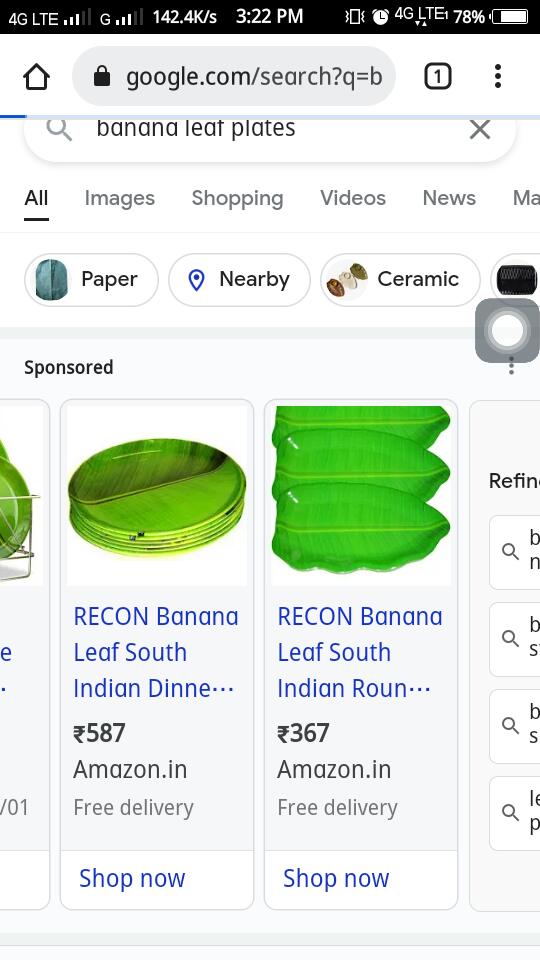 4G LTE G 142.4K/s 3:22 PM 4G LTE1 78%
google.com/search?q=b 1
banana leaf plates
All Images Shopping Videos News Ma
Paper Nearby Ceramic
Sponsored
RECON Banana
Leaf South
Indian Dinne···
₹587
Amazon.in
Free delivery
Shop now
RECON Banana
Leaf South
Indian Roun···
₹367
Amazon.in
Free delivery
Shop now
e
/01
Refin
b
n
b
s
b
s
le
p